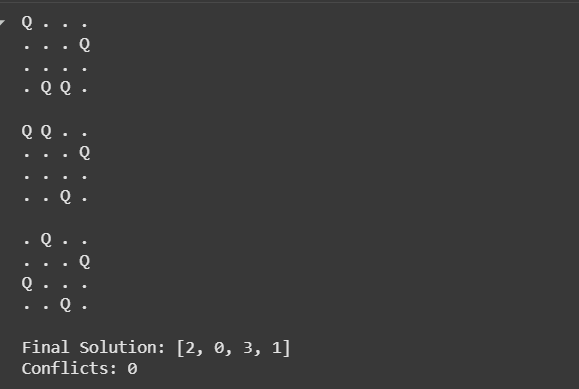 Q . . .
. . . Q
. . . .
. Q Q .

Q Q . .
. . . Q
. . . .
. . Q .

. Q . .
. . . Q
Q . . .
. . Q .

Final Solution: [2, 0, 3, 1]
Conflicts: 0